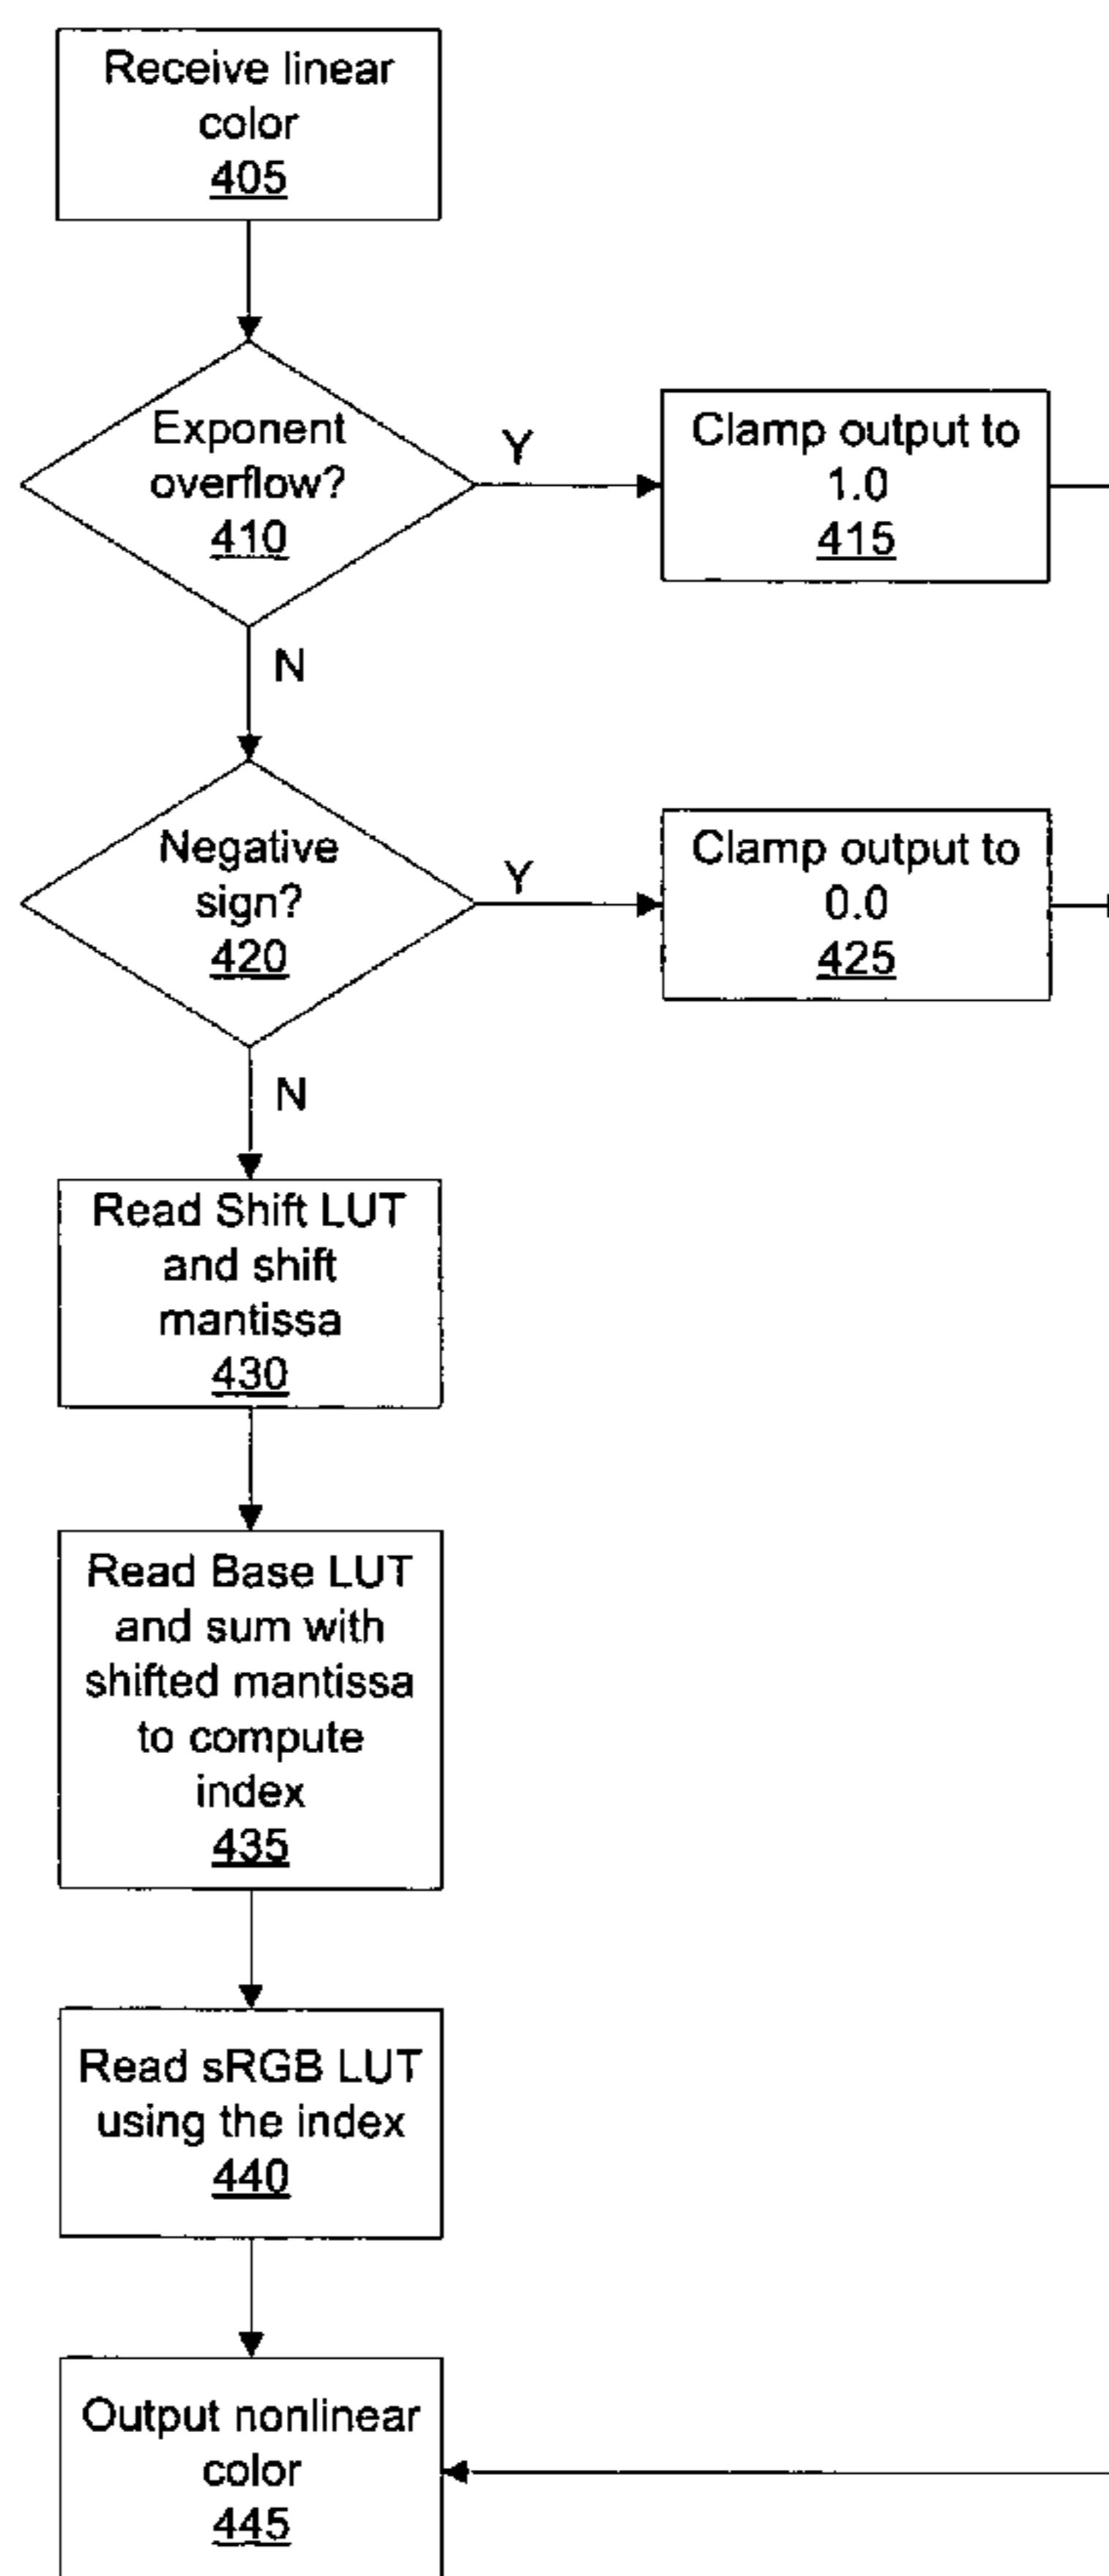 Receive linear
color
405
Exponent
overflow?
410
Y
Clamp output to
1.0
415
N
Negative
sign?
420
Y
Clamp output to
0.0
425
N
Read Shift LUT
and shift
mantissa
430
Read Base LUT
and sum with
shifted mantissa
to compute
index
435
Read sRGB LUT
using the index
440
Output nonlinear
color
445